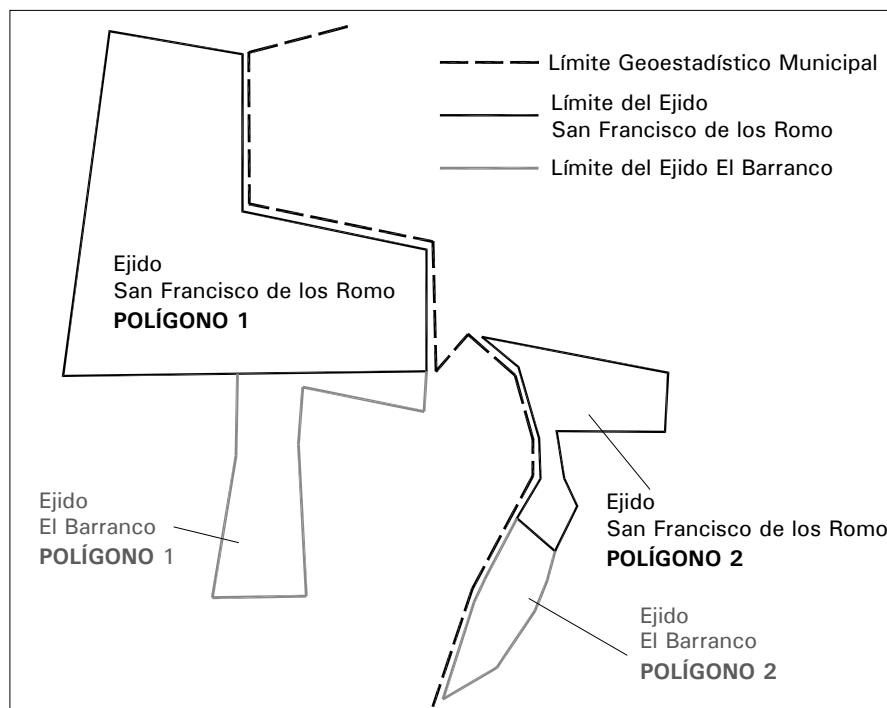 Límite Geoestadístico Municipal
Límite del Ejido
San Francisco de los Romo
Límite del Ejido El Barranco
Ejido
San Francisco de los Romo
POLÍGONO 1
Ejido
El Barranco
POLÍGONO 1
Ejido
San Francisco de los Romo
POLÍGONO 2
Ejido
El Barranco
POLÍGONO 2